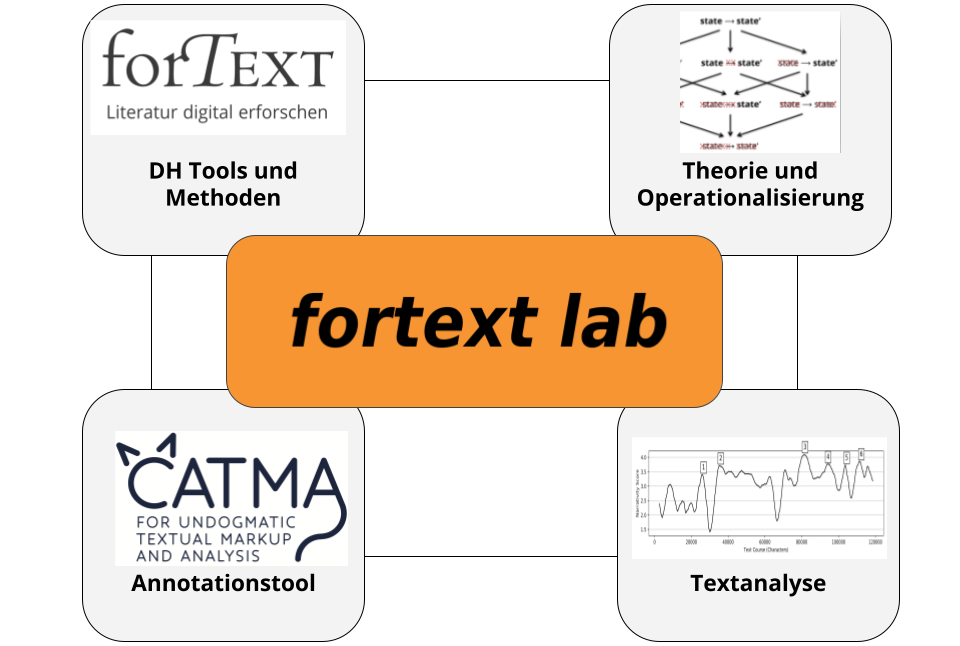 forTEXT
Literatur digital erforschen
DH Tools und
Methoden
state → state'
state state' state → state'
state state' state → state'
state state'
Theorie und
Operationalisierung
fortext lab
CATMA
FOR UNDOGMATIC
TEXTUAL MARKUP
AND ANALYSIS
Annotationstool
1 2 3 4 5 6
4.0
3.5
3.0
2.5
2.0
1.5
0 20000 40000 60000 80000 100000 120000
Text Course (Characters)
Textanalyse